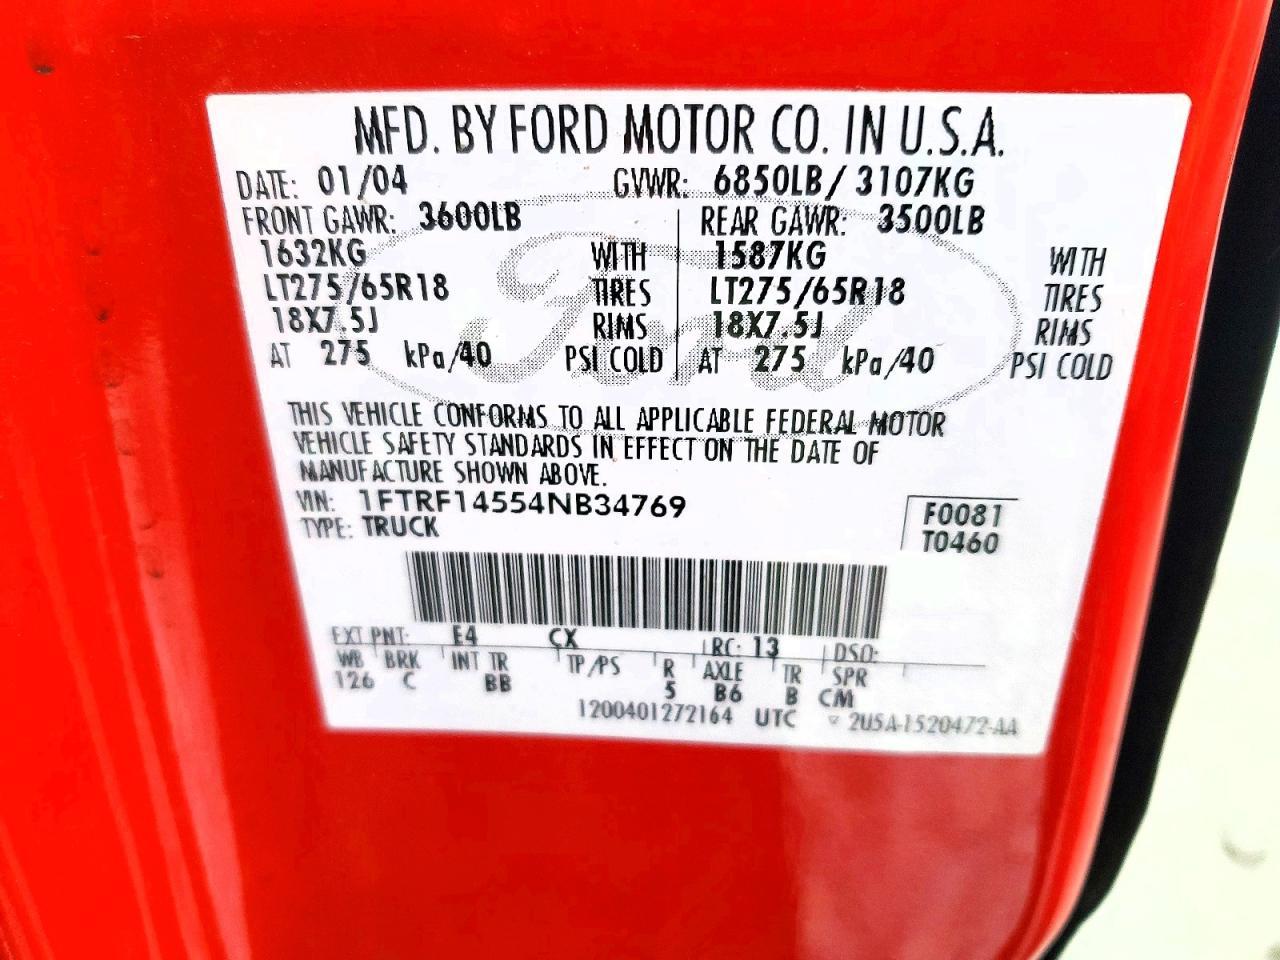 MFD. BY FORD MOTOR CO. IN U.S.A.
DATE: 01/04 GVWR: 6850LB / 3107KG
FRONT GAWR: 3600LB REAR GAWR: 3500LB
1632KG WITH 1587KG WITH
LT275/65R18 TIRES LT275/65R18 TIRES
18X7.5J RIMS 18X7.5J RIMS
AT 275 kPa/40 PSI COLD AT 275 kPa/40 PSI COLD
Ford
THIS VEHICLE CONFORMS TO ALL APPLICABLE FEDERAL MOTOR
VEHICLE SAFETY STANDARDS IN EFFECT ON THE DATE OF
MANUFACTURE SHOWN ABOVE.
VIN: 1FTRF14554NB34769
TYPE: TRUCK
F0081
T0460
EXT PNT: E4 CX RC: 13 DSO:
WB BRK INT TR TP/PS R AXLE TR SPR
126 C BB 5 B6 B CM
1200401272164 UTC 2U5A-1520472-AA